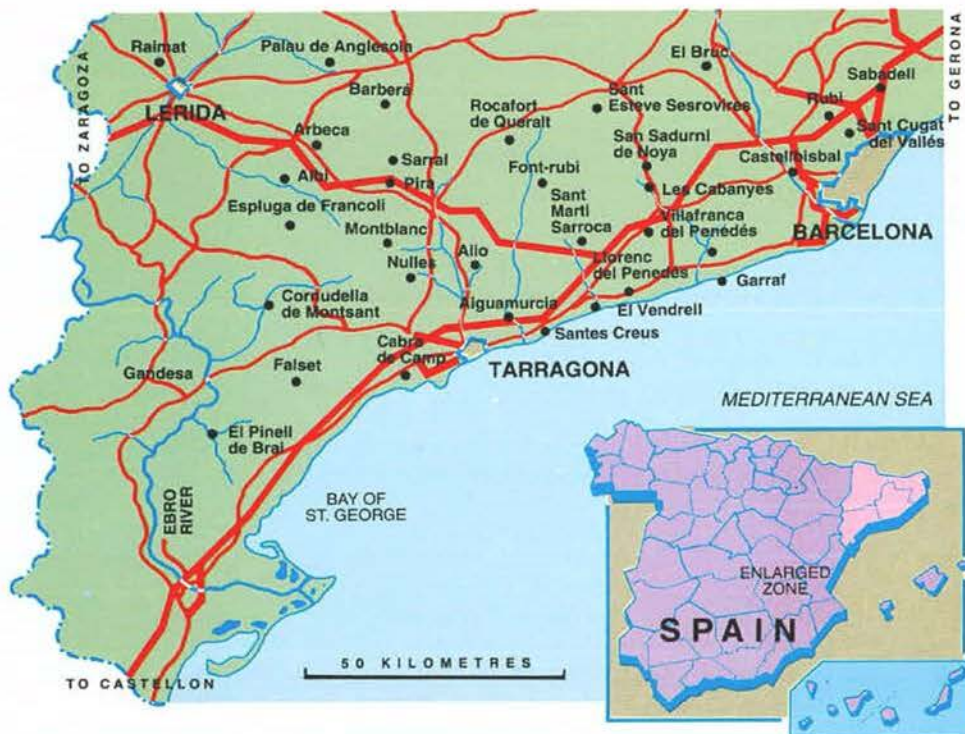 Raimat
Palau de Anglesola
El Bruc
TO GERONA
TO ZARAGOZA
LERIDA
Barbera
Rocafort
de Queralt
Sant
Esteve Sesrovires
Sabadell
Rubi
Sant Cugat
del Vallés
Arbeca
Sarral
San Sadurni
de Noya
Castellbisbal
Albi
Pira
Font-rubi
Les Cabanyes
Espluga de Francoli
Sant
Marti
Sarroca
Villafranca
del Penedés
BARCELONA
Montblanc
Alio
Llorenc
del Penedés
Nulles
Garraf
Cornudella
de Montsant
Aiguamurcia
El Vendrell
Santes Creus
Cabra
de Camp
Gandesa
Falset
TARRAGONA
MEDITERRANEAN SEA
El Pinell
de Brai
BAY OF
ST. GEORGE
EBRO
RIVER
ENLARGED
ZONE
SPAIN
50 KILOMETRES
TO CASTELLON